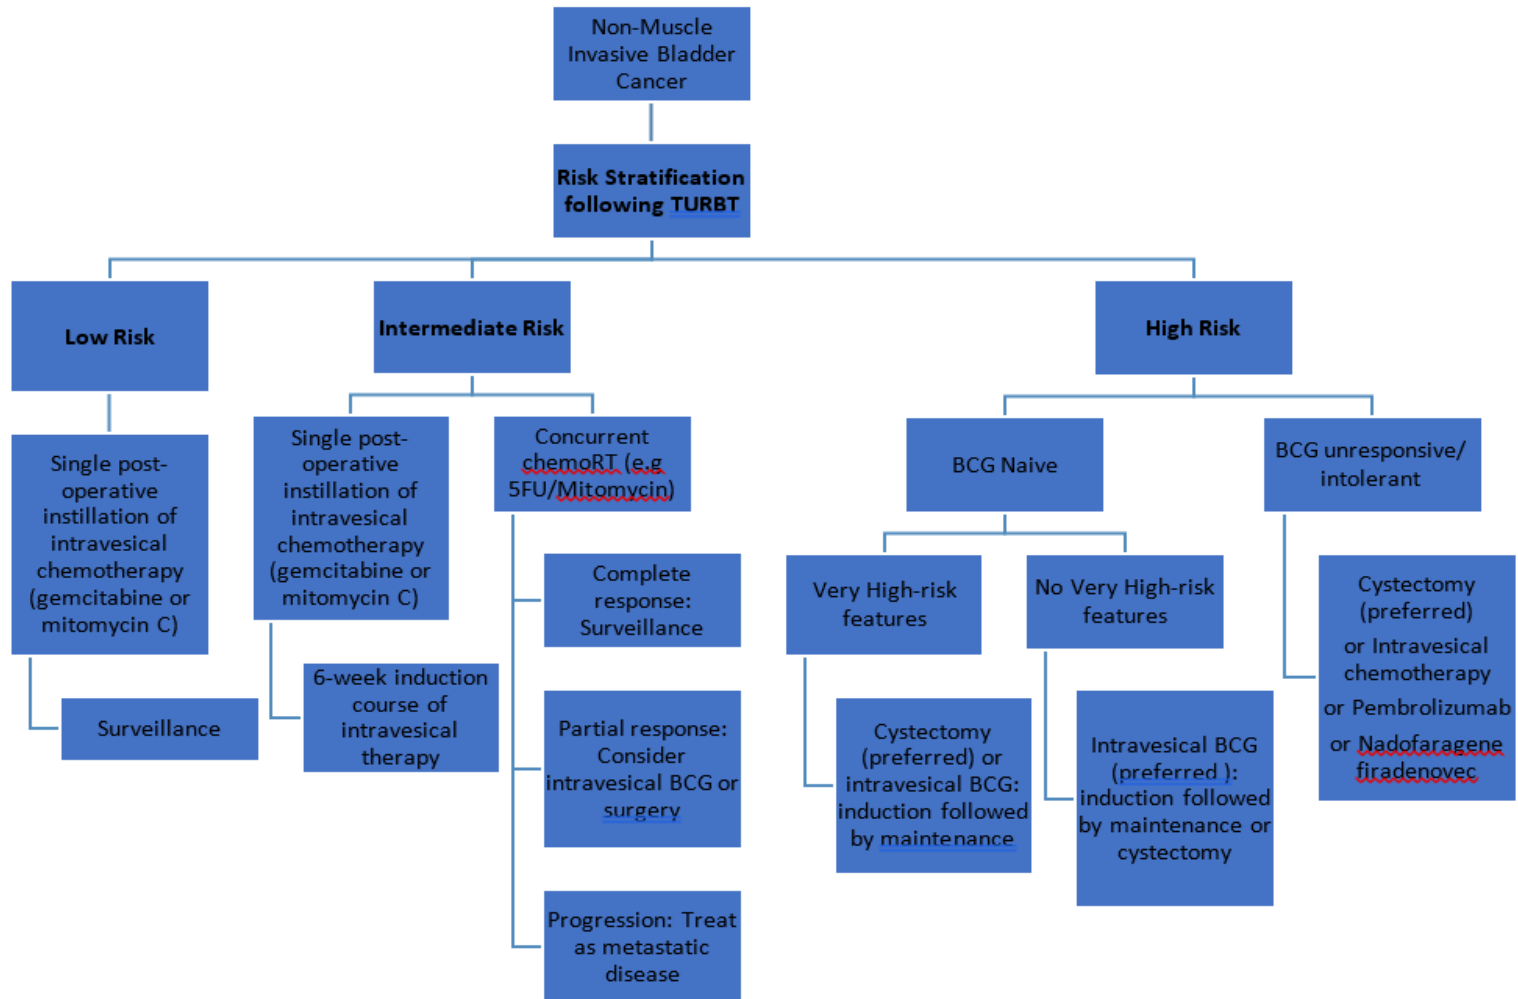 Non-Muscle
Invasive Bladder
Cancer
Risk Stratification
following TURBT
Low Risk
Single post-
operative
instillation of
intravesical
chemotherapy
(gemcitabine or
mitomycin C)
Surveillance
Intermediate Risk
Single post-
operative
instillation of
intravesical
chemotherapy
(gemcitabine or
mitomycin C)
6-week induction
course of
intravesical
therapy
Concurrent
chemoRT (e.g
5FU/Mitomycin)
Complete
response:
Surveillance
Partial response:
Consider
intravesical BCG or
surgery
Progression: Treat
as metastatic
disease
High Risk
BCG Naive
Very High-risk
features
Cystectomy
(preferred) or
intravesical BCG:
induction followed
by maintenance
No Very High-risk
features
Intravesical BCG
(preferred ):
induction followed
by maintenance or
cystectomy
BCG unresponsive/
intolerant
Cystectomy
(preferred)
or Intravesical
chemotherapy
or Pembrolizumab
or Nadofaragene
firadenovec